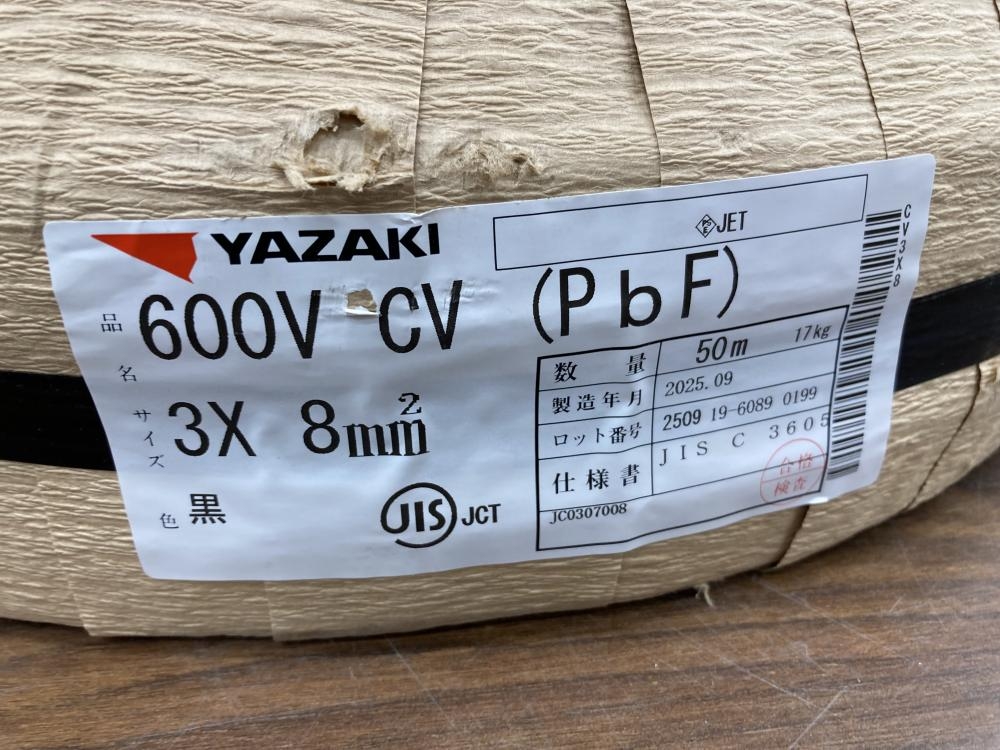 YAZAKI
<PS>E JET
品名 600V CV (PbF)
サイズ 3X 8mm²
色 黒
JIS JCT
数量 50m 17kg
製造年月 2025.09
ロット番号 2509 19-6089 0199
仕様書 JIS C 3605
JC0307008
合格
検査
CV3X8